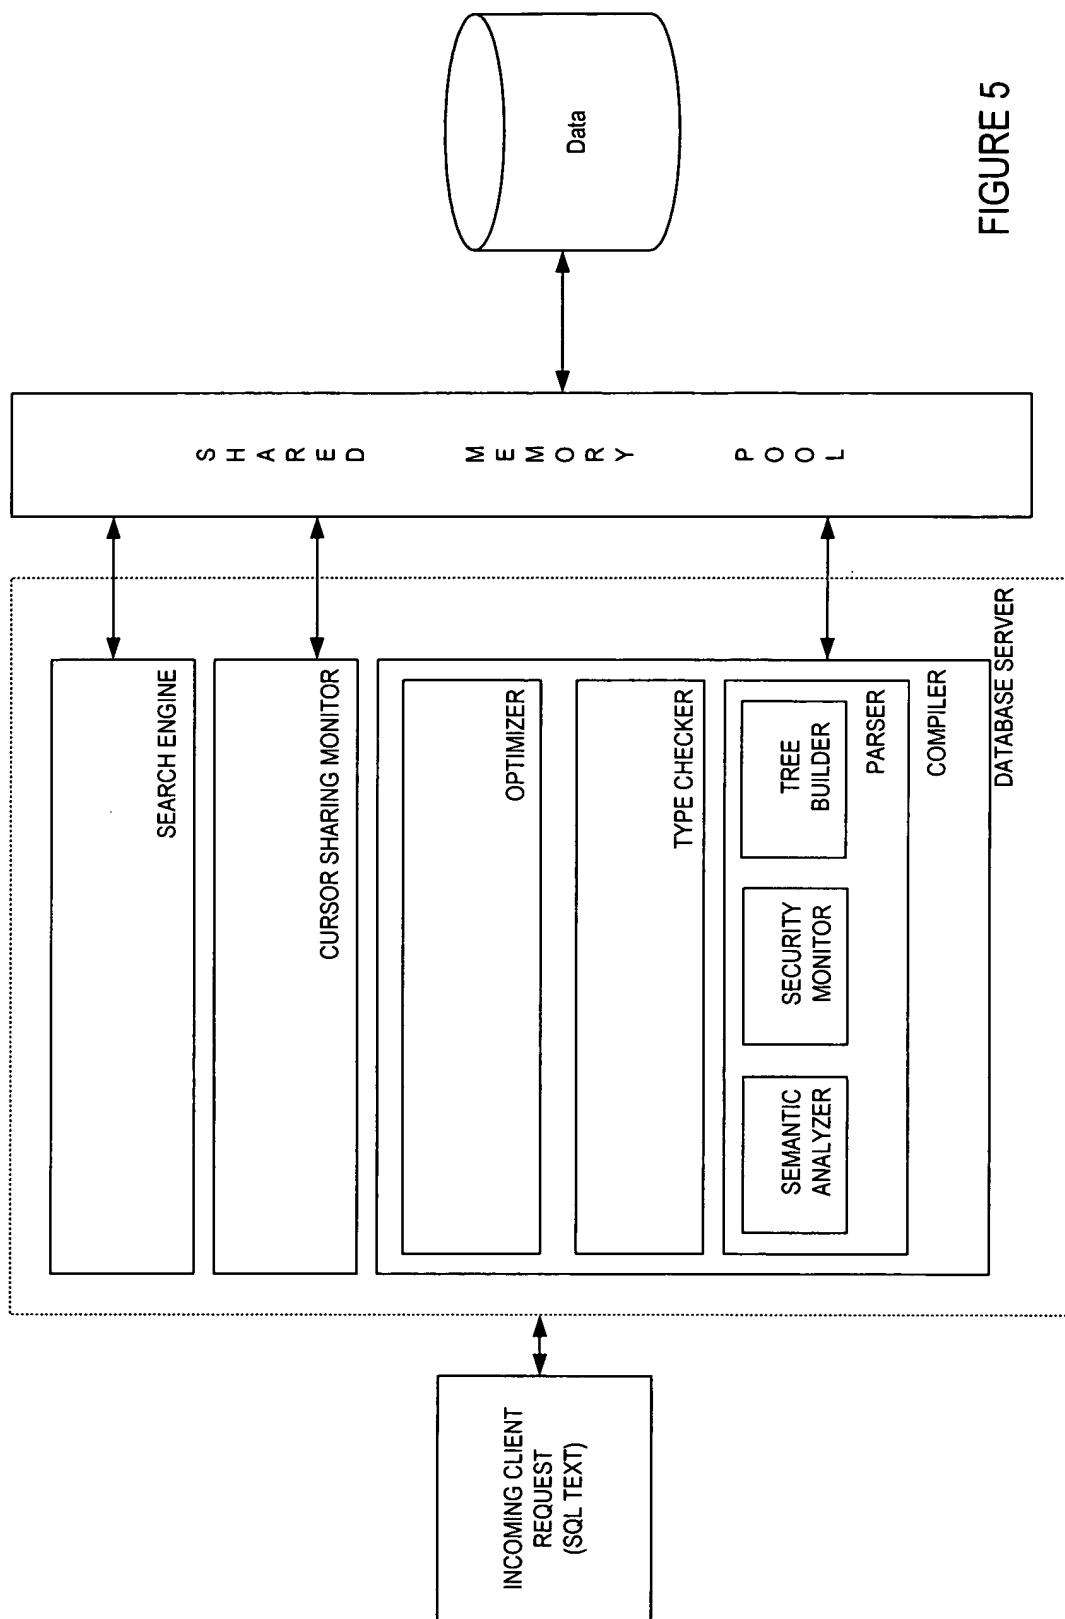 INCOMING CLIENT
REQUEST
(SQL TEXT)
SEARCH ENGINE
CURSOR SHARING MONITOR
OPTIMIZER
TYPE CHECKER
SEMANTIC
ANALYZER
SECURITY
MONITOR
TREE
BUILDER
PARSER
COMPILER
DATABASE SERVER
SHARED MEMORY POOL
Data
FIGURE 5